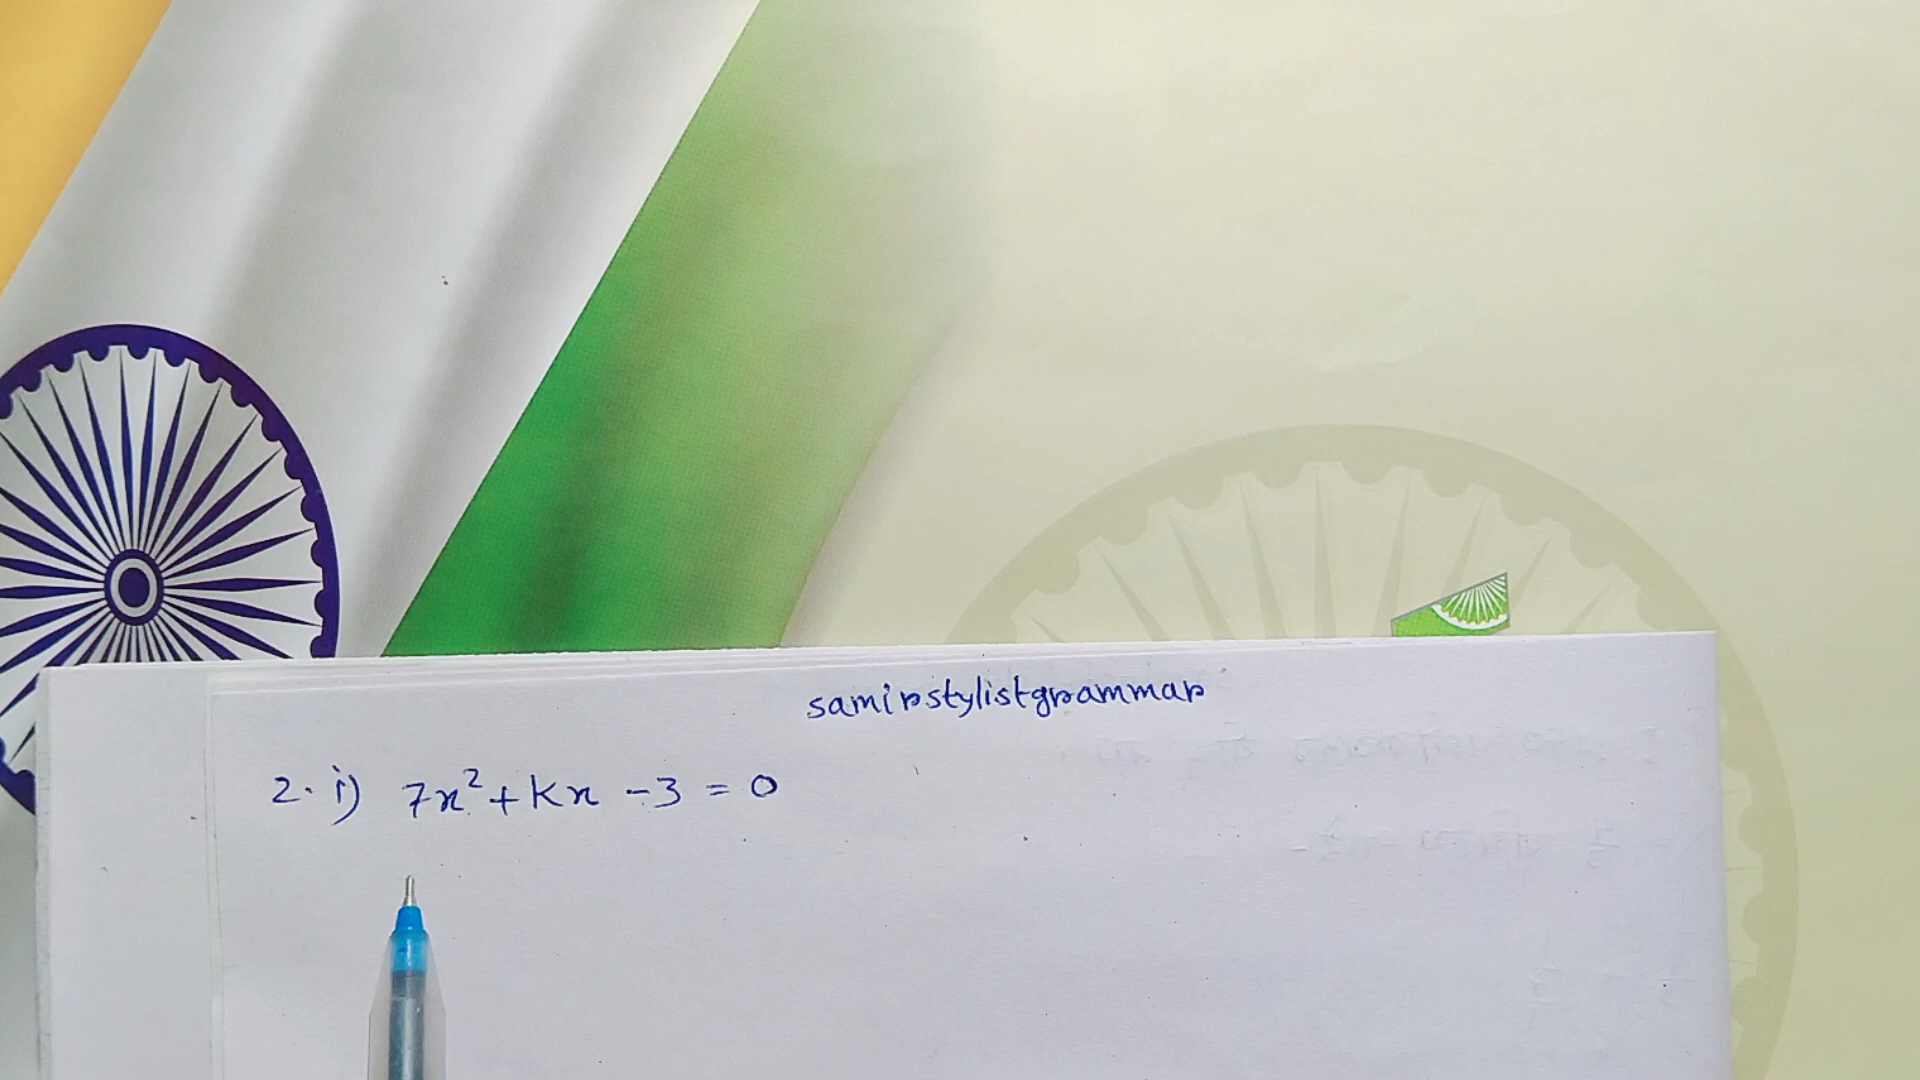 samirstylistgrammar
2. i) 7x² + kx - 3 = 0